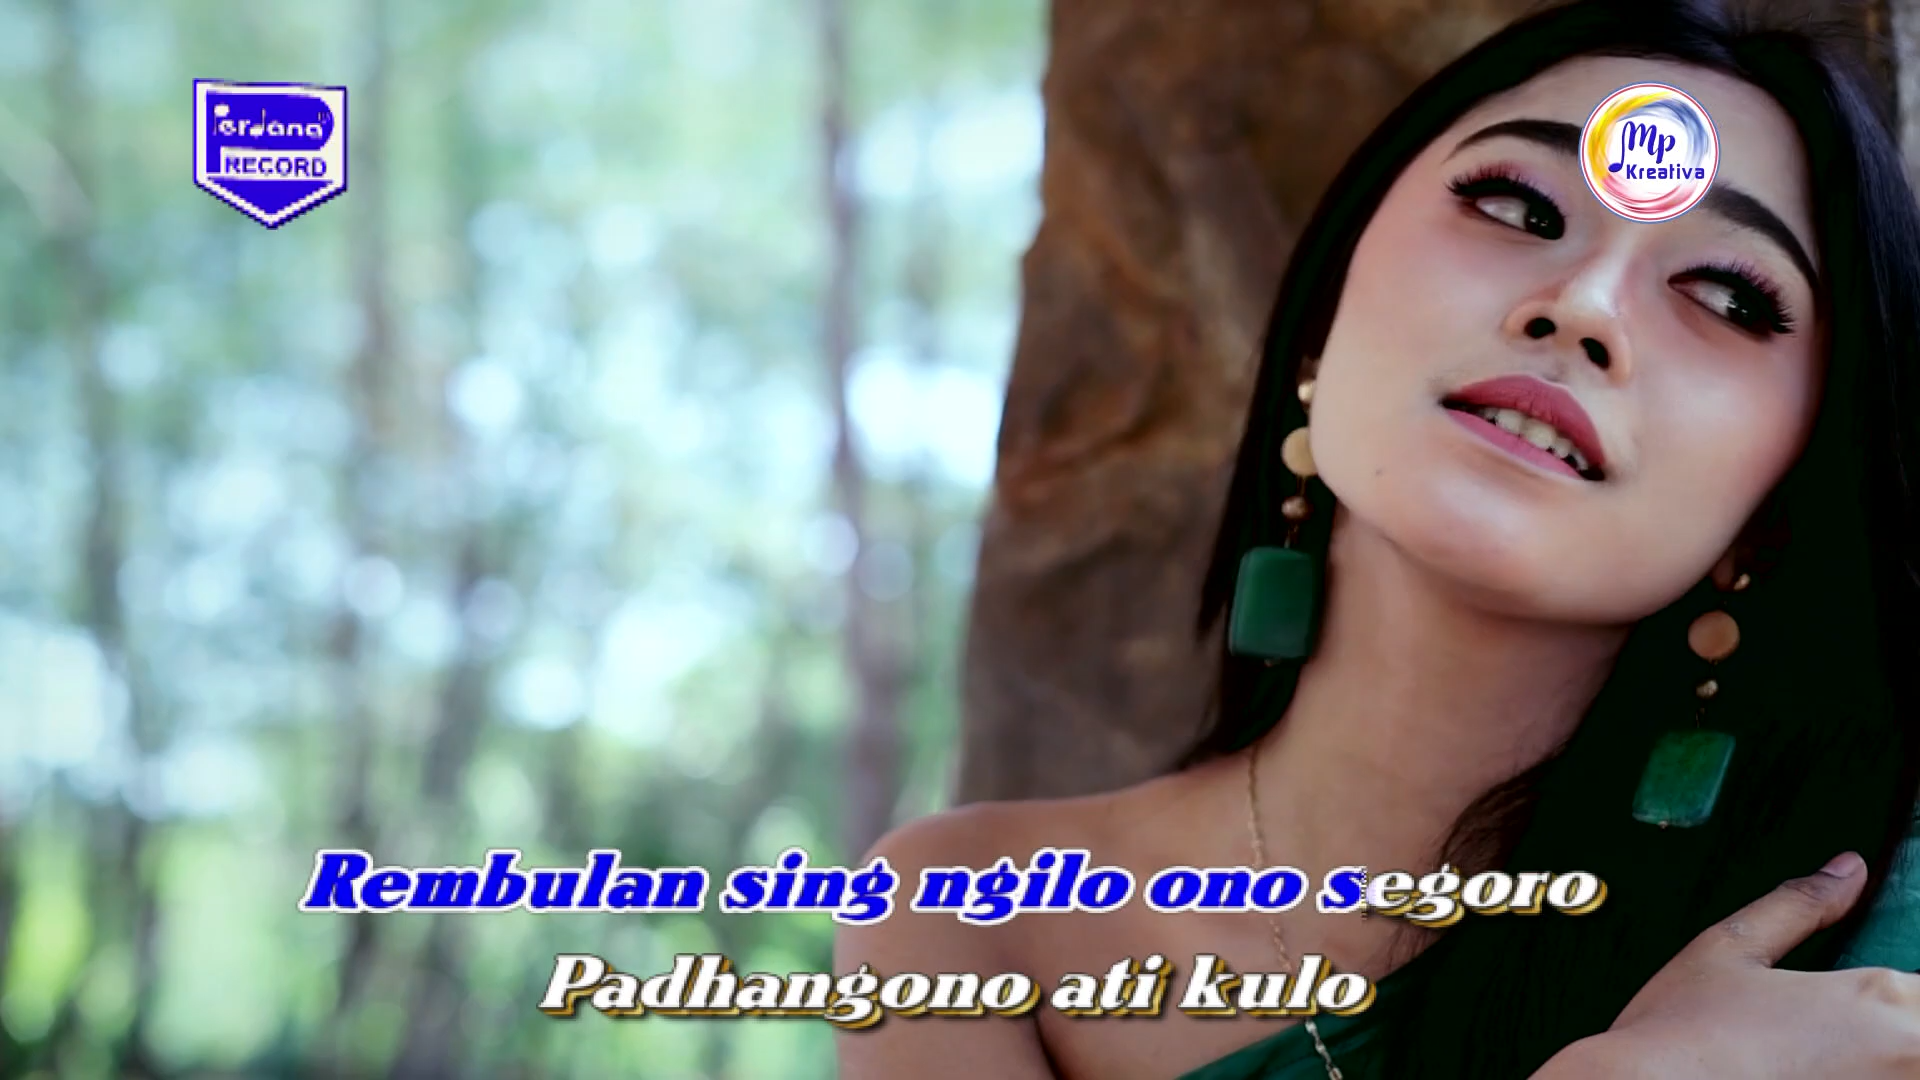 Perdana
RECORD
Mp
Kreativa
Rembulan sing ngilo ono segoro
Padhangono ati kulo